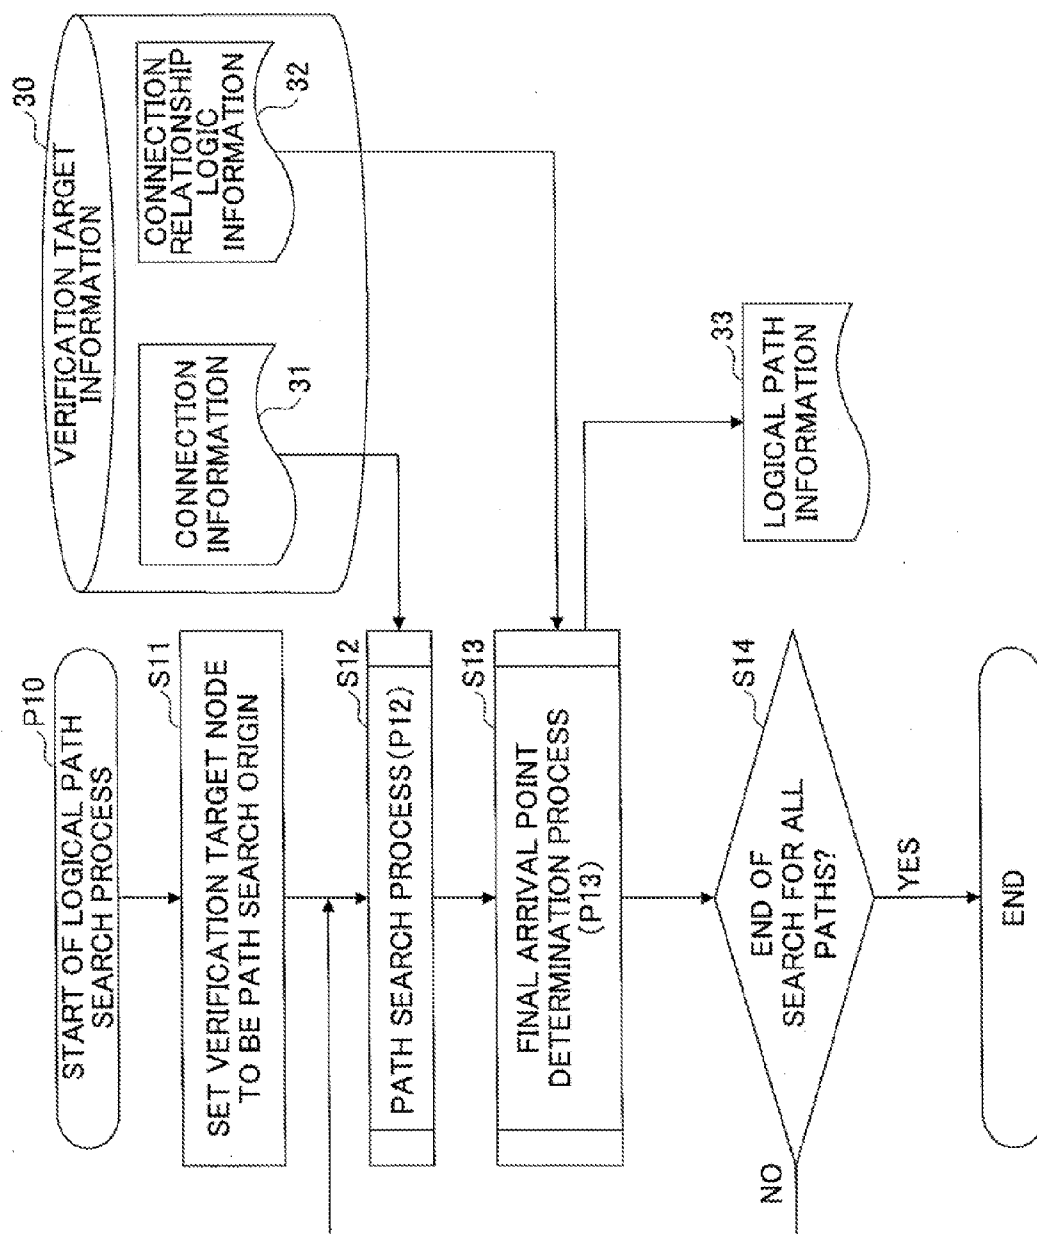 P10
START OF LOGICAL PATH
SEARCH PROCESS
S11
SET VERIFICATION TARGET NODE
TO BE PATH SEARCH ORIGIN
S12
PATH SEARCH PROCESS(P12)
S13
FINAL ARRIVAL POINT
DETERMINATION PROCESS
(P13)
S14
END OF
SEARCH FOR ALL
PATHS?
NO
YES
END
30
VERIFICATION TARGET
INFORMATION
CONNECTION
INFORMATION
31
CONNECTION
RELATIONSHIP
LOGIC
INFORMATION
32
33
LOGICAL PATH
INFORMATION